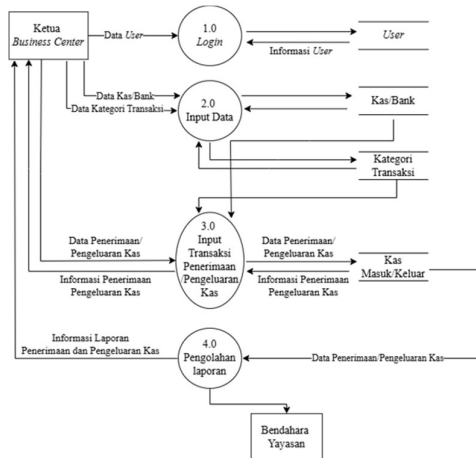 Ketua
Business Center
Data User
1.0
Login
Informasi User
User
Data Kas/Bank
Data Kategori Transaksi
2.0
Input Data
Kas/Bank
Kategori
Transaksi
3.0
Input
Transaksi
Penerimaan
/Pengeluaran
Kas
Data Penerimaan/
Pengeluaran Kas
Informasi Penerimaan
Pengeluaran Kas
Data Penerimaan/
Pengeluaran Kas
Informasi Penerimaan
Pengeluaran Kas
Kas
Masuk/Keluar
Informasi Laporan
Penerimaan dan Pengeluaran Kas
4.0
Pengolahan
laporan
Data Penerimaan/Pengeluaran Kas
Bendahara
Yayasan